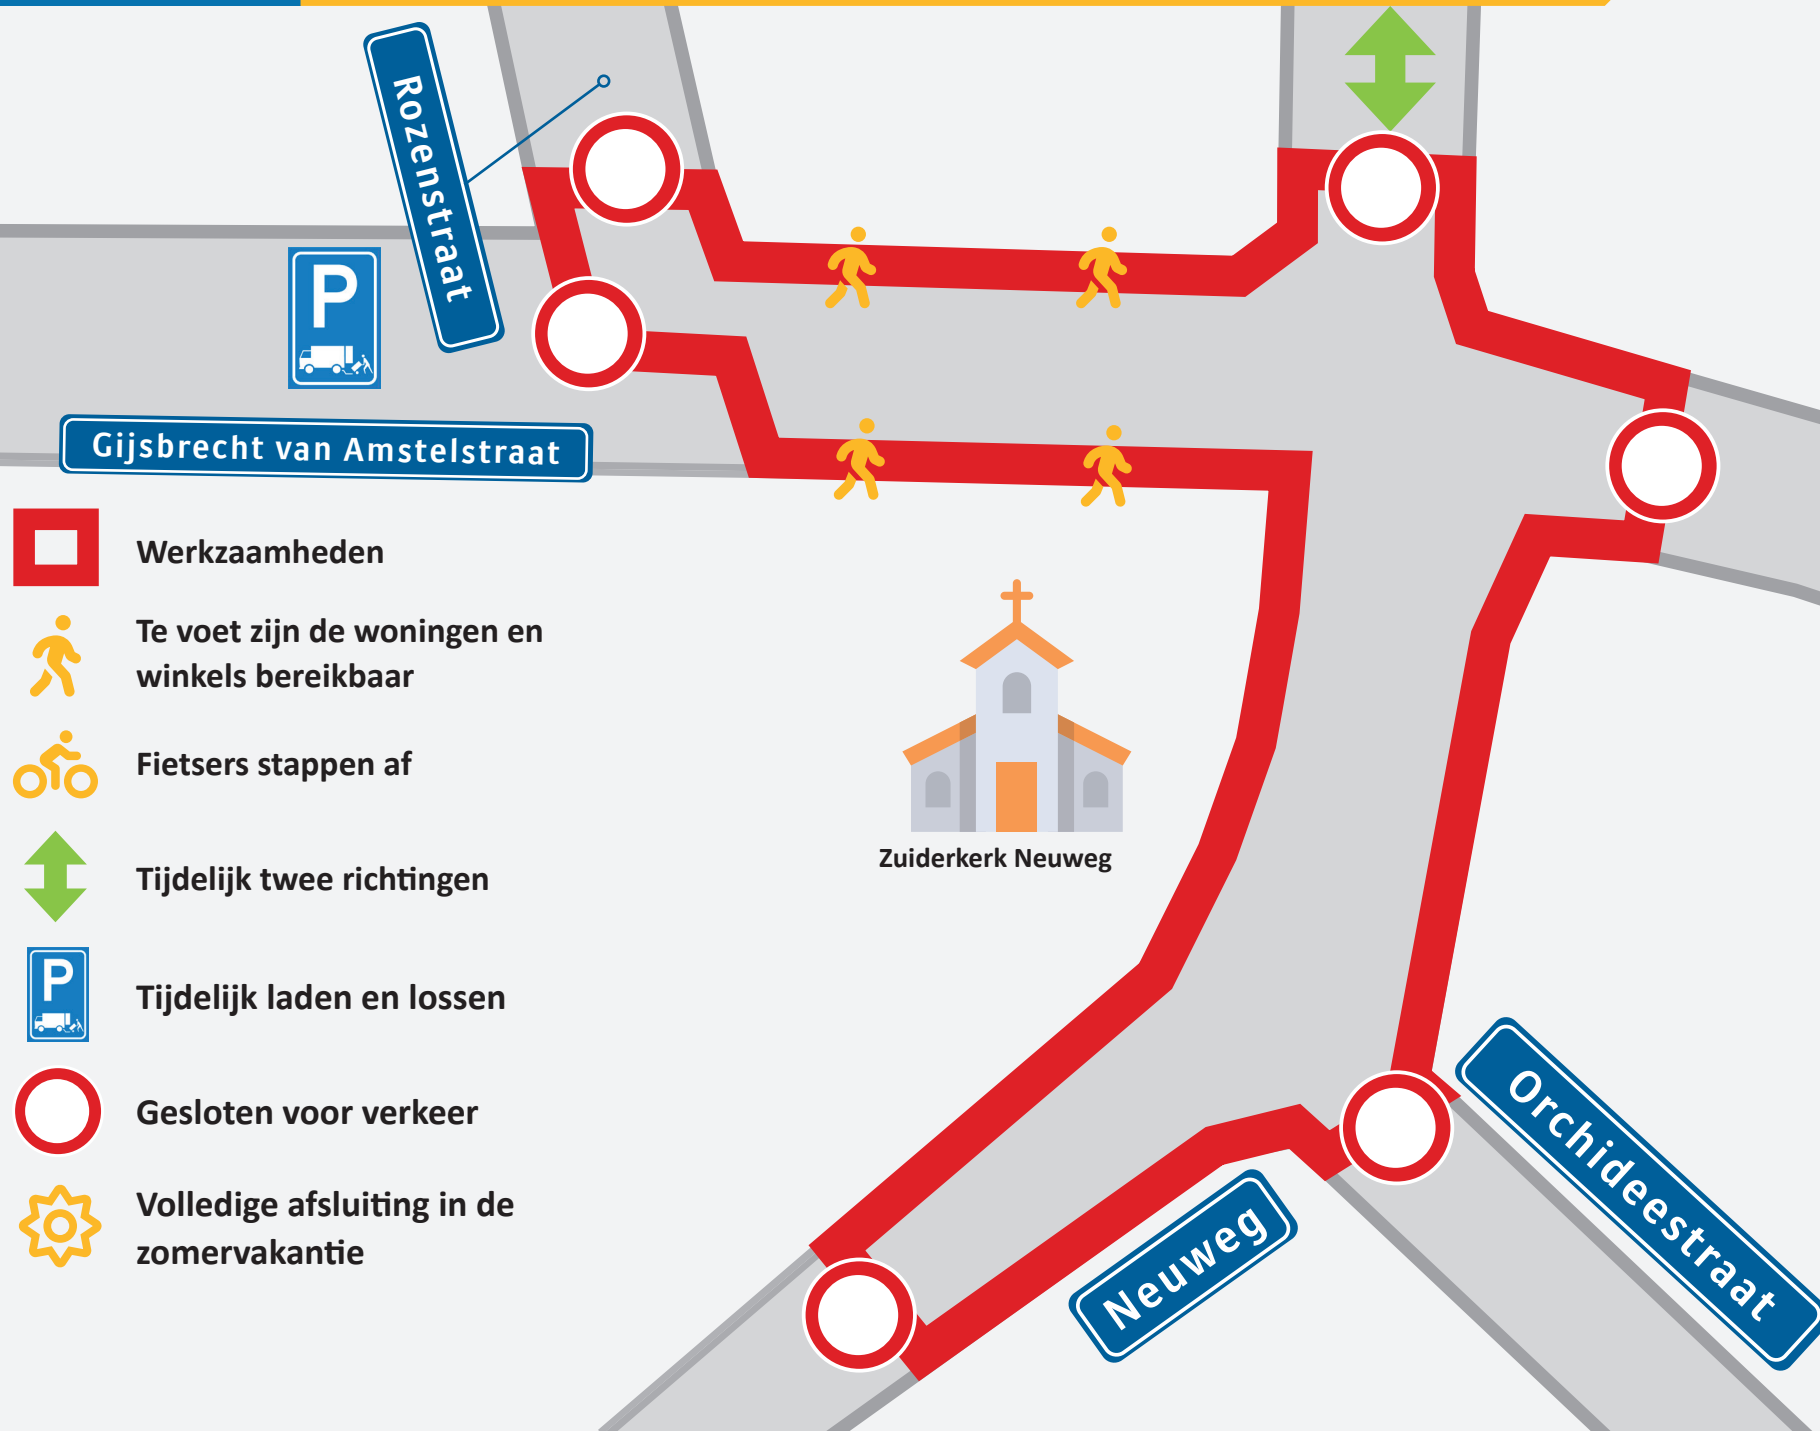 Rozenstraat
P
Gijsbrecht van Amstelstraat
Werkzaamheden
Te voet zijn de woningen en
winkels bereikbaar
Fietsers stappen af
Tijdelijk twee richtingen
P
Tijdelijk laden en lossen
Gesloten voor verkeer
Volledige afsluiting in de
zomervakantie
Zuiderkerk Neuweg
Neuweg
Orchideestraat